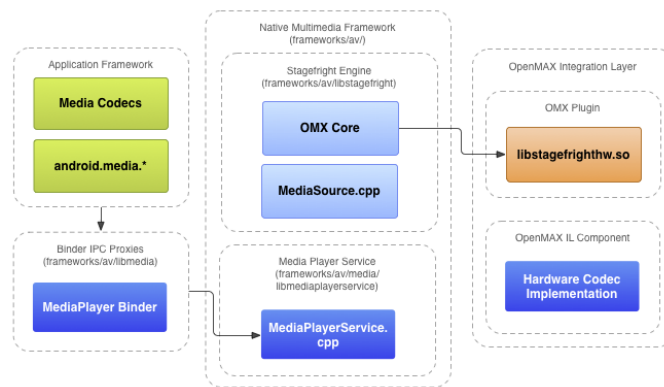 Application Framework
Media Codecs
android.media.*
Binder IPC Proxies
(frameworks/av/libmedia)
MediaPlayer Binder
Native Multimedia Framework
(frameworks/av/)
Stagefright Engine
(frameworks/av/libstagefright)
OMX Core
MediaSource.cpp
Media Player Service
(frameworks/av/media/
libmediaplayerservice)
MediaPlayerService.
cpp
OpenMAX Integration Layer
OMX Plugin
libstagefrighthw.so
OpenMAX IL Component
Hardware Codec
Implementation